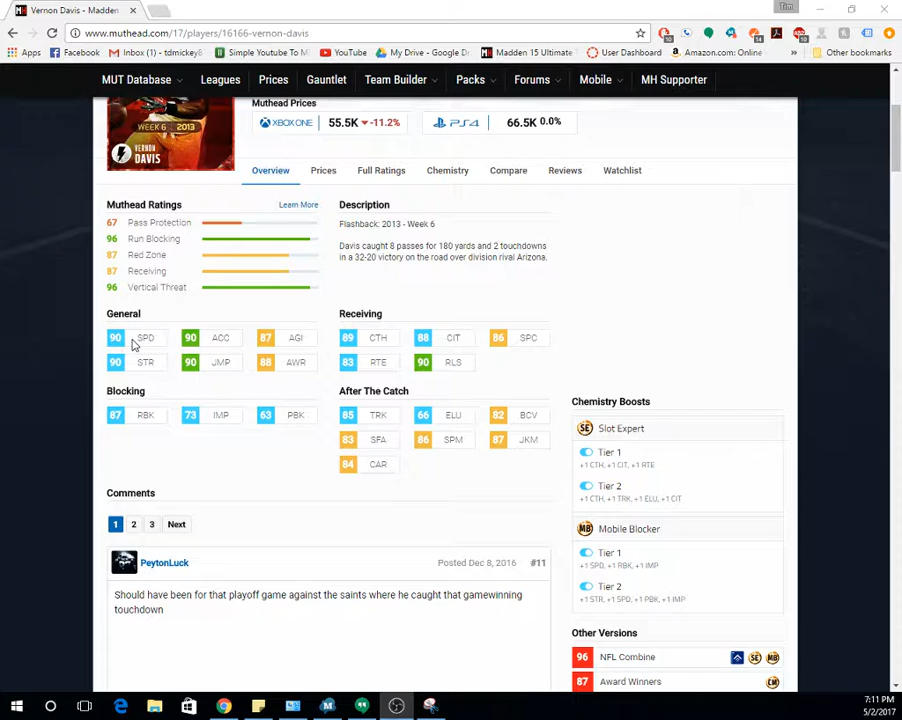 Tim
Vernon Davis - Madden
www.muthead.com/17/players/16166-vernon-davis
Apps Facebook Inbox (1) - tdmickey8 Simple Youtube To M YouTube My Drive - Google Dr Madden 15 Ultimate T User Dashboard Amazon.com: Online » Other bookmarks
MUT Database Leagues Prices Gauntlet Team Builder Packs Forums Mobile MH Supporter
WEEK 6 2013
VERNON
DAVIS
Muthead Prices
XBOX ONE 55.5K -11.2% PS4 66.5K 0.0%
Overview Prices Full Ratings Chemistry Compare Reviews Watchlist
Muthead Ratings Learn More
67 Pass Protection
96 Run Blocking
87 Red Zone
87 Receiving
96 Vertical Threat
Description
Flashback: 2013 - Week 6
Davis caught 8 passes for 180 yards and 2 touchdowns
in a 32-20 victory on the road over division rival Arizona.
General
90 SPD 90 ACC 87 AGI
90 STR 90 JMP 88 AWR
Receiving
89 CTH 88 CIT 86 SPC
83 RTE 90 RLS
Blocking
87 RBK 73 IMP 63 PBK
After The Catch
85 TRK 66 ELU 82 BCV
83 SFA 86 SPM 87 JKM
84 CAR
Chemistry Boosts
SE Slot Expert
Tier 1
+1 CTH, +1 CIT, +1 RTE
Tier 2
+1 CTH, +1 TRK, +1 ELU, +1 CIT
MB Mobile Blocker
Tier 1
+1 SPD, +1 RBK, +1 IMP
Tier 2
+1 STR, +1 SPD, +1 PBK, +1 IMP
Other Versions
96 NFL Combine SE MB
87 Award Winners
Comments
1 2 3 Next
PeytonLuck Posted Dec 8, 2016 #11
Should have been for that playoff game against the saints where he caught that gamewinning
touchdown
7:11 PM
5/2/2017